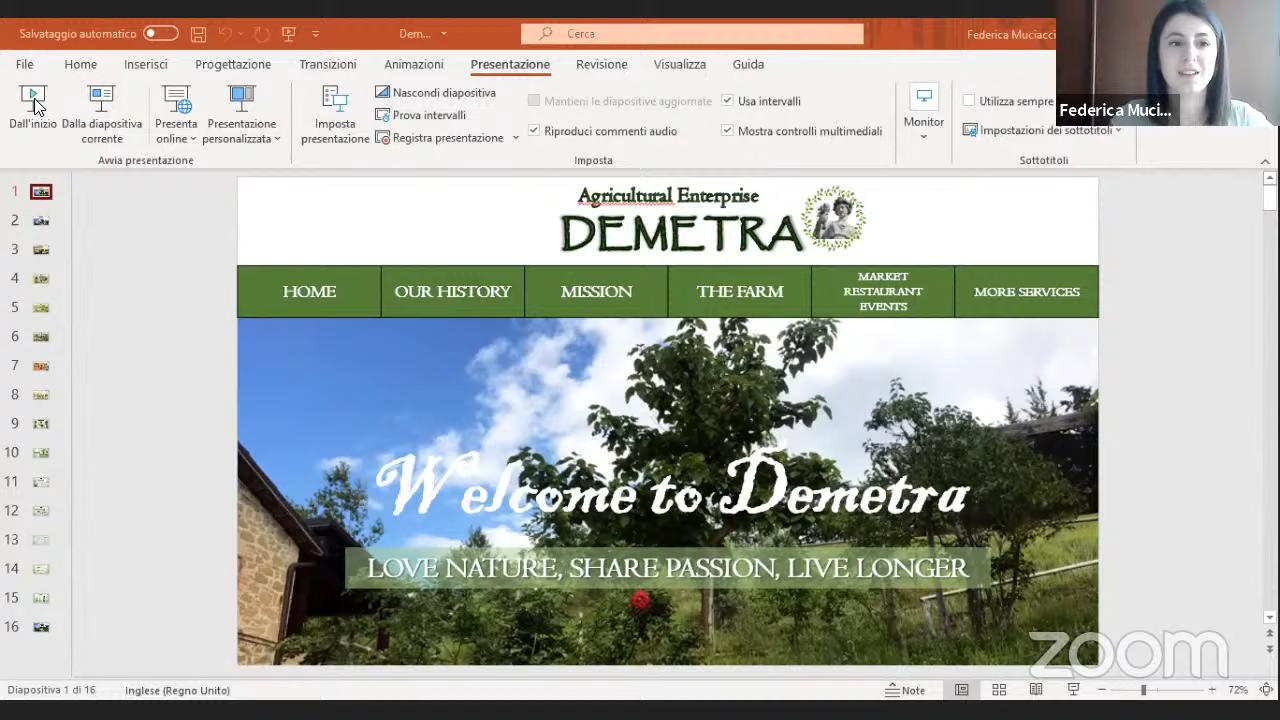 Salvataggio automatico
Dem...
Cerca
Federica Muciacci
File Home Inserisci Progettazione Transizioni Animazioni Presentazione Revisione Visualizza Guida
Dall'inizio
Dalla diapositiva
corrente
Presenta
online
Presentazione
personalizzata
Avvia presentazione
Imposta
presentazione
Nascondi diapositiva
Prova intervalli
Registra presentazione
Mantieni le diapositive aggiornate
Riproduci commenti audio
Usa intervalli
Mostra controlli multimediali
Imposta
Monitor
Utilizza sempre
Impostazioni dei sottotitoli
Sottotitoli
Federica Muci...
1
2
3
4
5
6
7
8
9
10
11
12
13
14
15
16
Agricultural Enterprise
DEMETRA
HOME
OUR HISTORY
MISSION
THE FARM
MARKET
RESTAURANT
EVENTS
MORE SERVICES
Welcome to Demetra
LOVE NATURE, SHARE PASSION, LIVE LONGER
zoom
Diapositiva 1 di 16 Inglese (Regno Unito) Note 72%